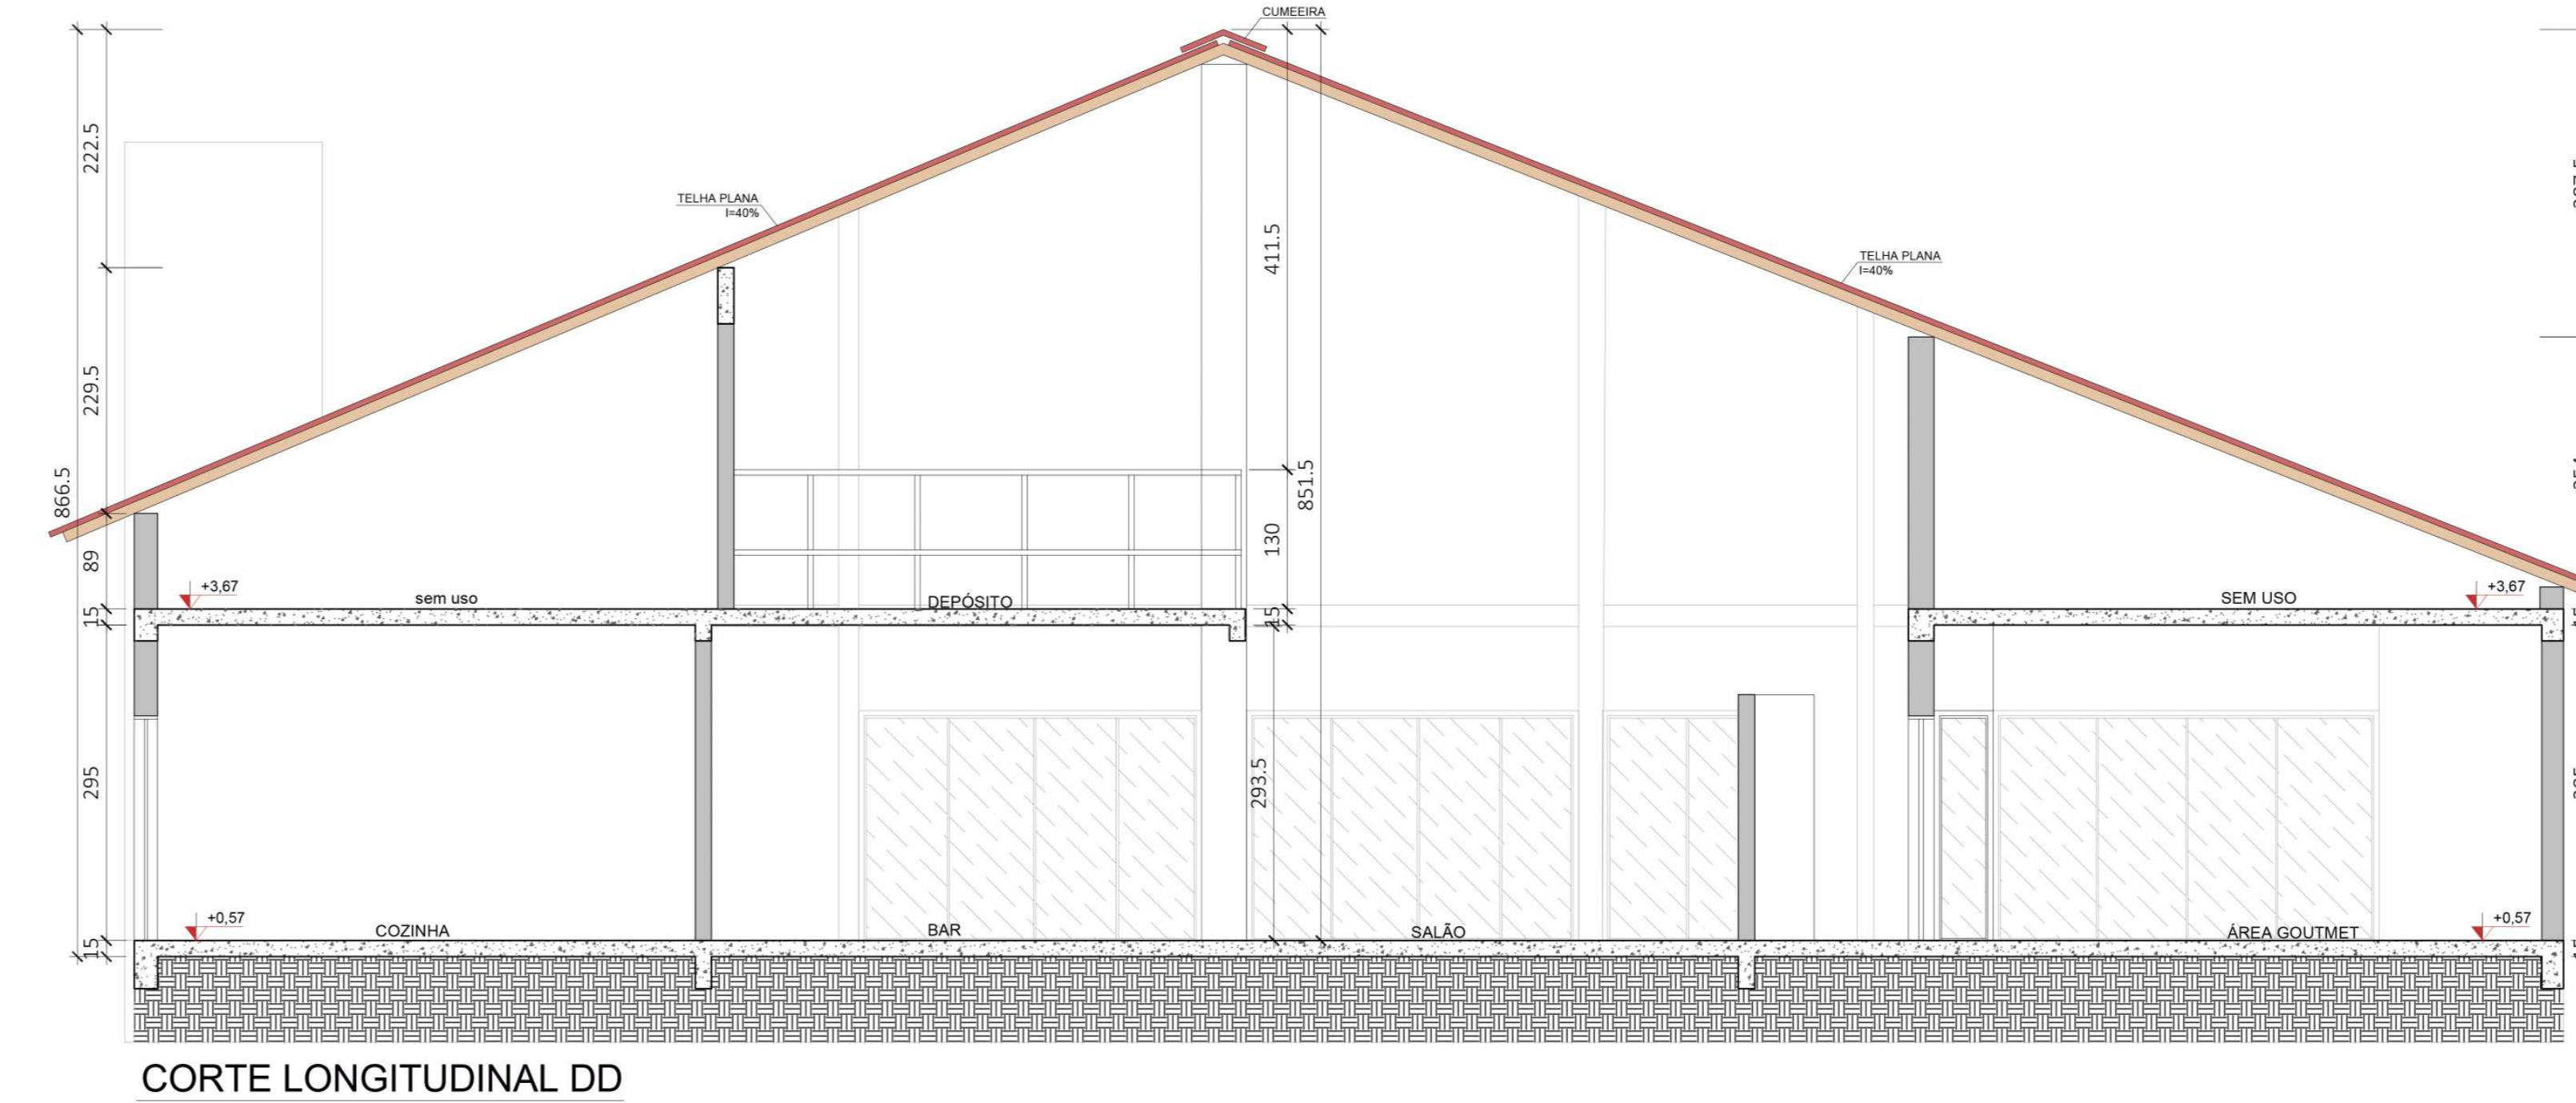 CUMEEIRA
222.5
TELHA PLANA
I=40%
411.5
TELHA PLANA
I=40%
229.5
866.5
851.5
130
89
+3,67
sem uso
DEPÓSITO
15
15
+3,67
SEM USO
295
293.5
+0,57
COZINHA
BAR
SALÃO
+0,57
ÁREA GOUTMET
15
CORTE LONGITUDINAL DD